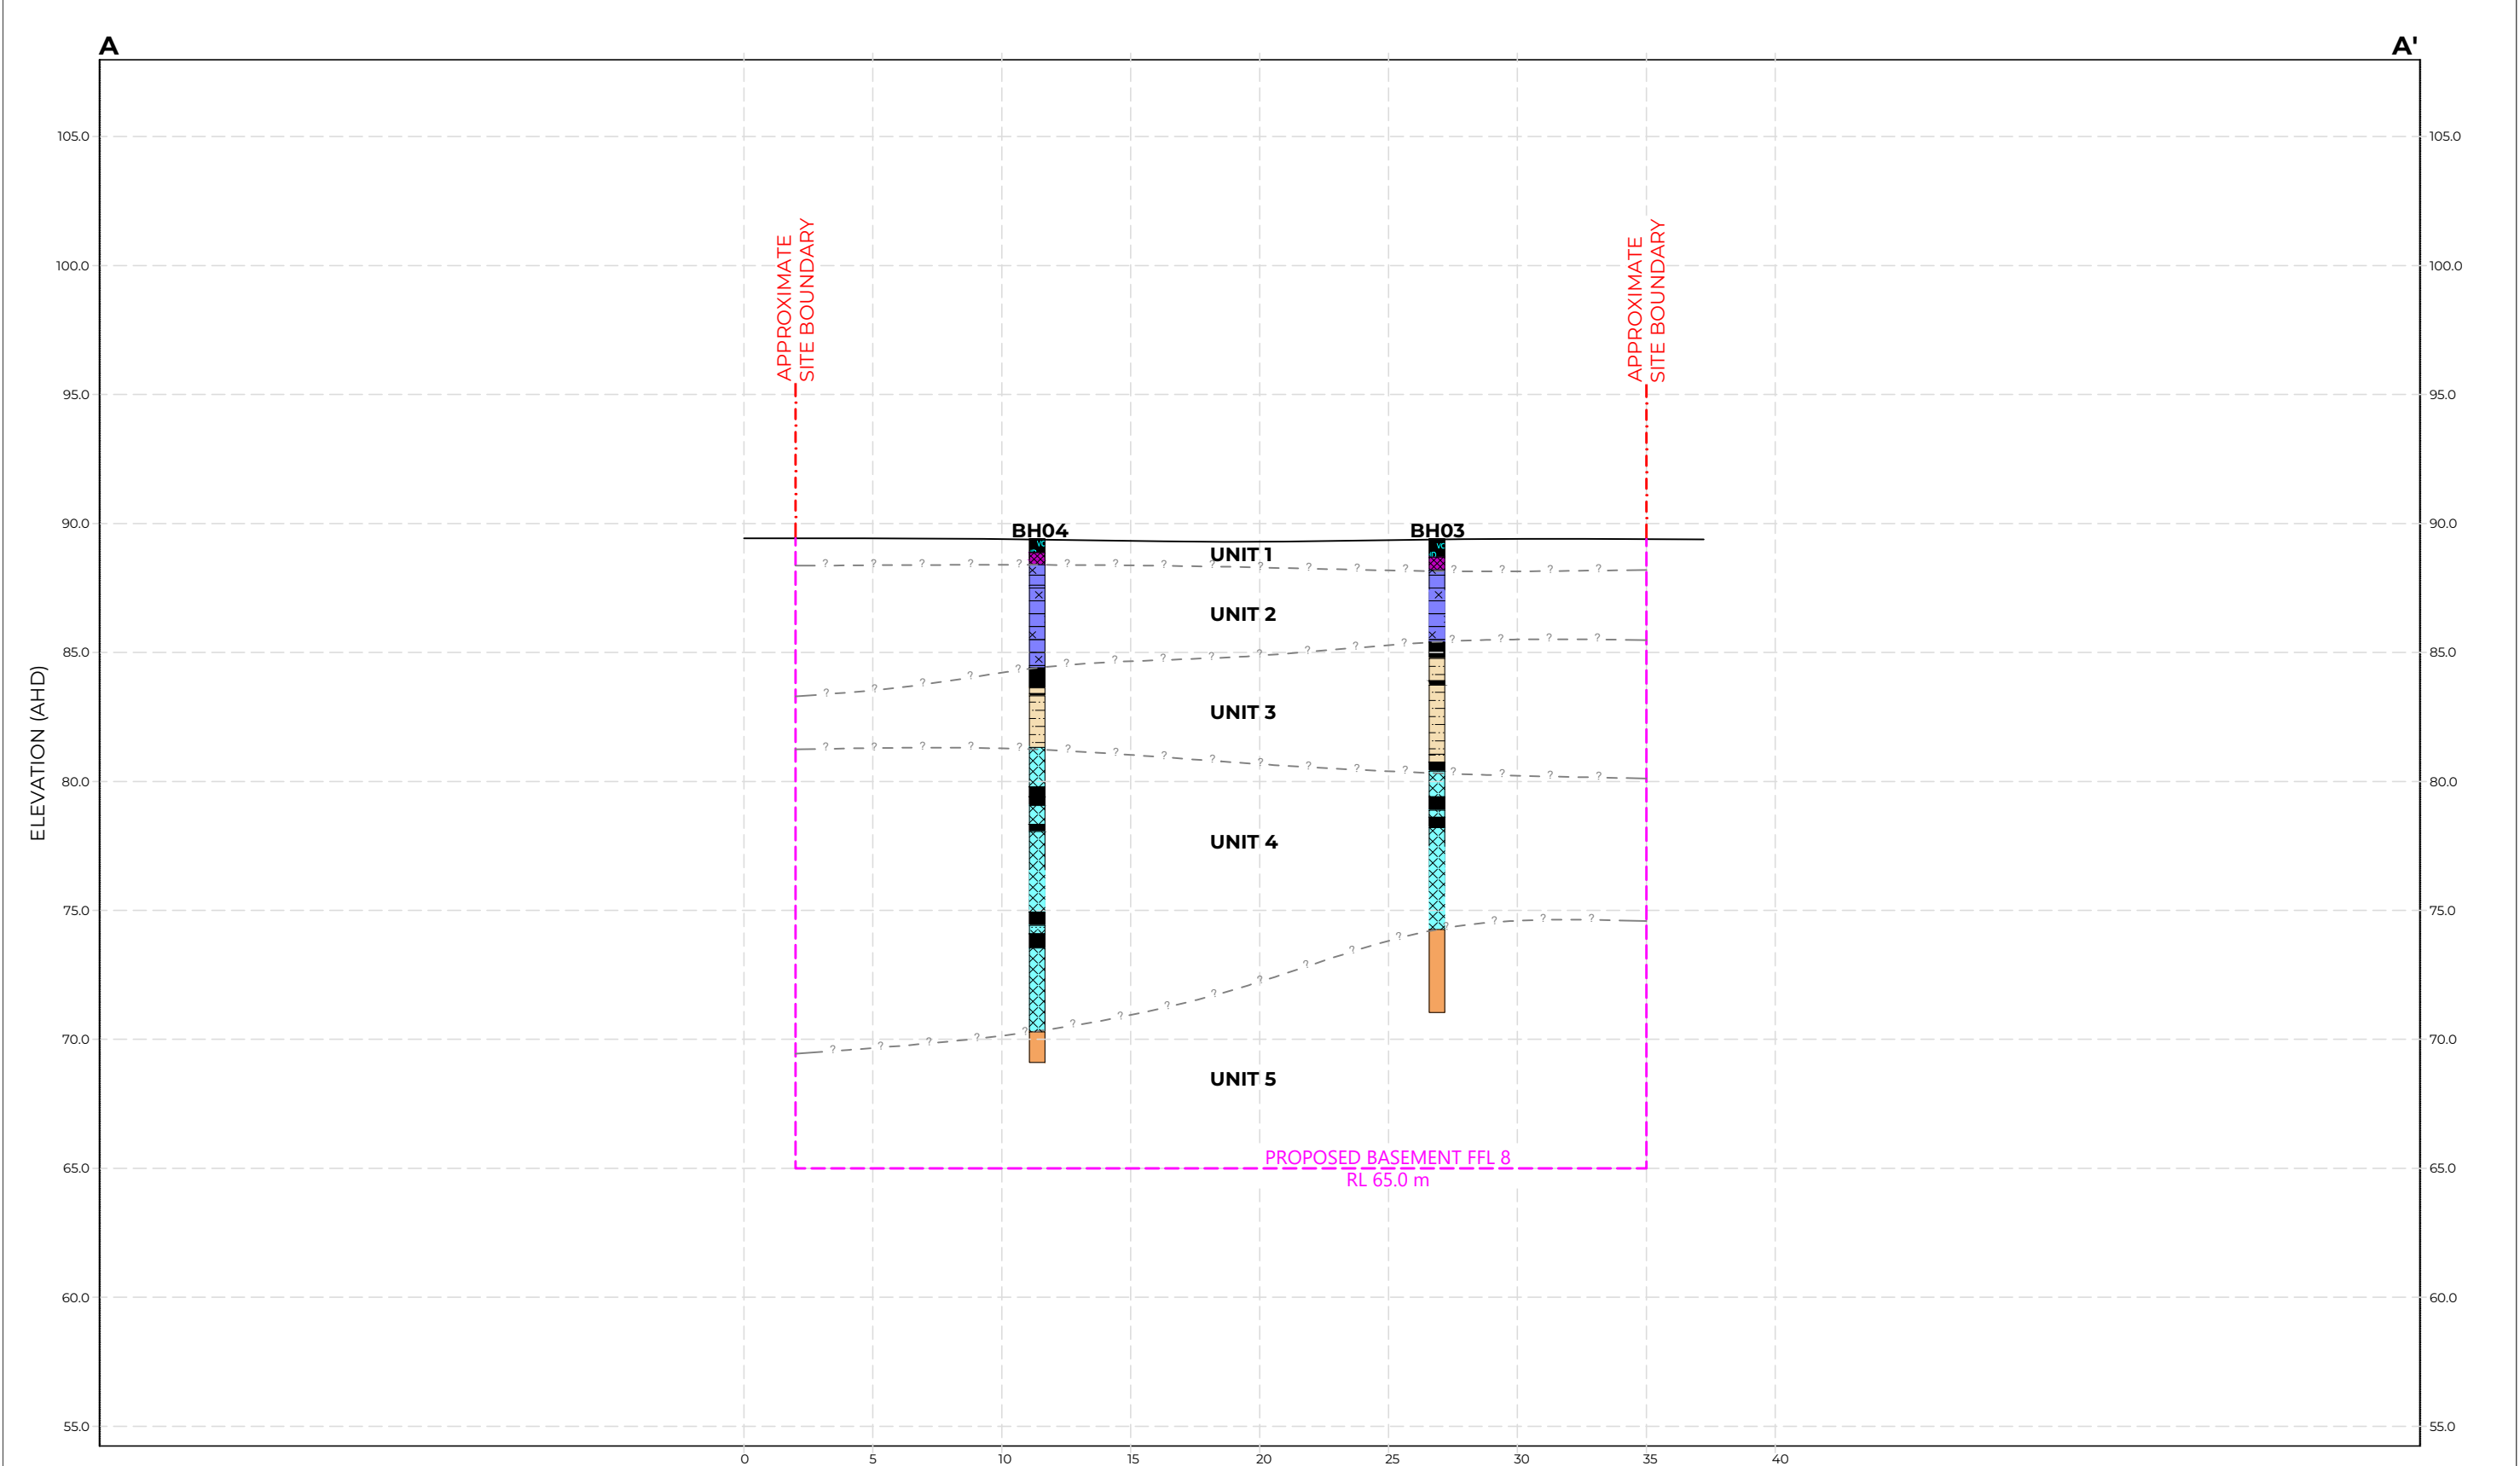 A A'
105.0 105.0
APPROXIMATE
SITE BOUNDARY
APPROXIMATE
SITE BOUNDARY
100.0 100.0
95.0 95.0
90.0 90.0
BH04 BH03
UNIT 1
UNIT 2
85.0 85.0
UNIT 3
ELEVATION (AHD)
80.0 80.0
UNIT 4
75.0 75.0
70.0 70.0
UNIT 5
PROPOSED BASEMENT FFL 8
65.0 65.0
RL 65.0 m
60.0 60.0
55.0 55.0
0 5 10 15 20 25 30 35 40